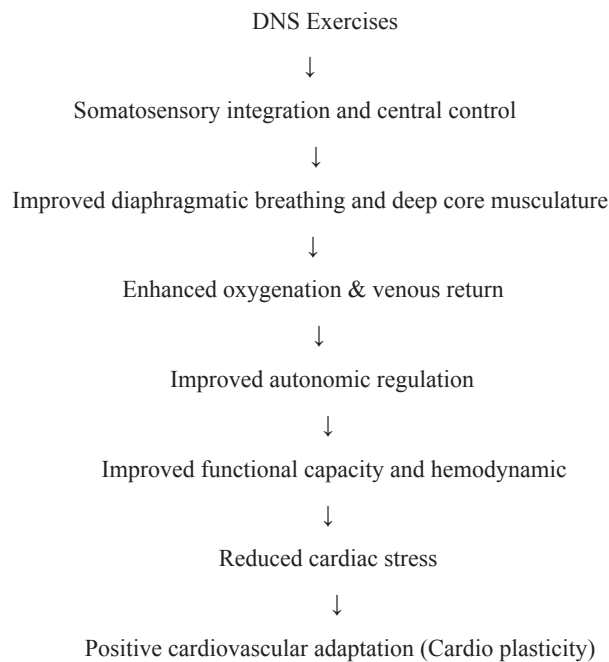 DNS Exercises
↓
Somatosensory integration and central control
↓
Improved diaphragmatic breathing and deep core musculature
↓
Enhanced oxygenation & venous return
↓
Improved autonomic regulation
↓
Improved functional capacity and hemodynamic
↓
Reduced cardiac stress
↓
Positive cardiovascular adaptation (Cardio plasticity)